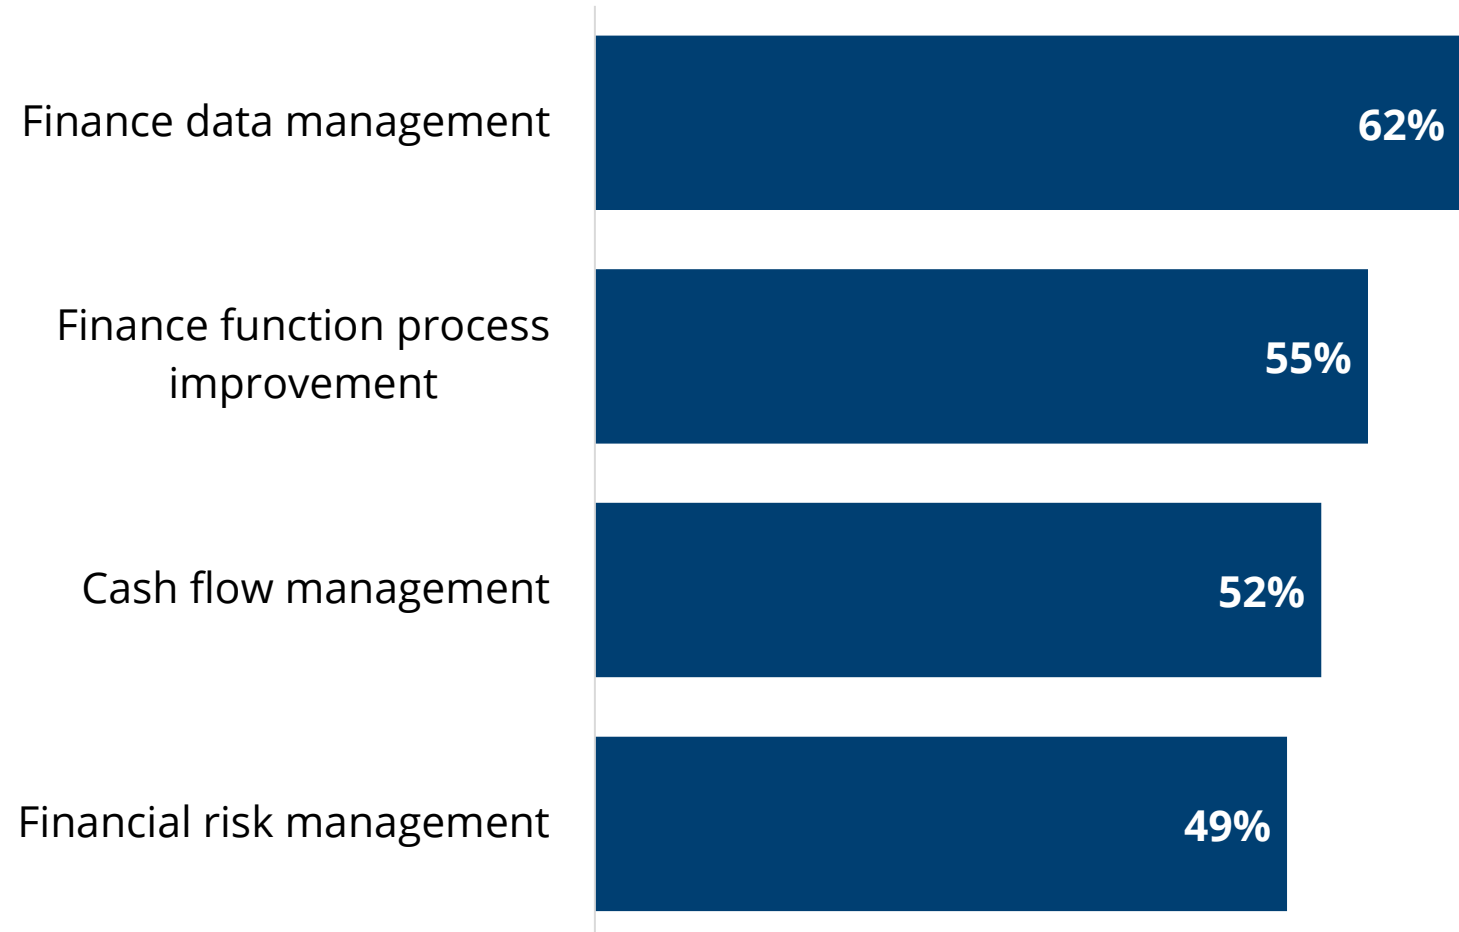 Finance data management
62%
Finance function process
improvement
55%
Cash flow management
52%
Financial risk management
49%